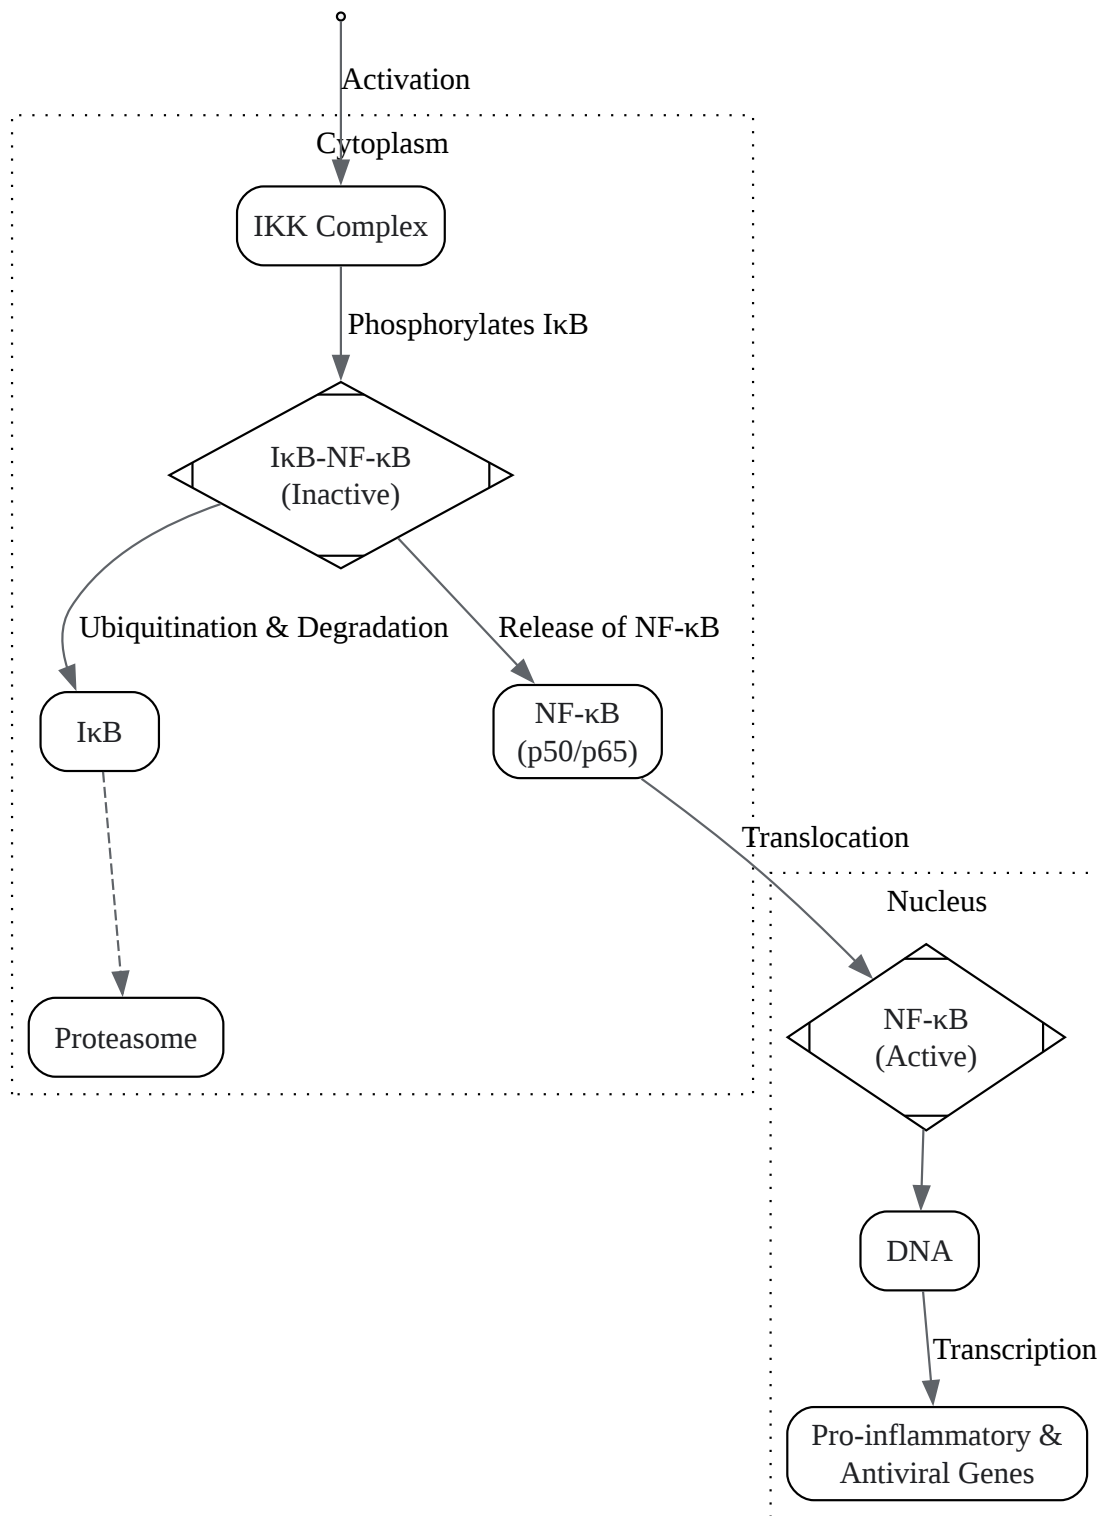 Activation
Cytoplasm
IKK Complex
Phosphorylates IκB
IκB-NF-κB
(Inactive)
Ubiquitination & Degradation
Release of NF-κB
IκB
NF-κB
(p50/p65)
Translocation
Nucleus
Proteasome
NF-κB
(Active)
DNA
Transcription
Pro-inflammatory &
Antiviral Genes